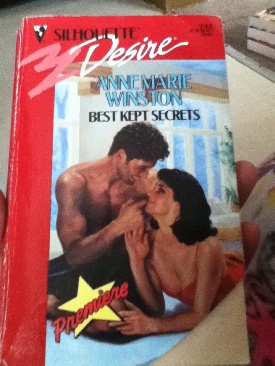 SILHOUETTE
Desire
ANNE MARIE
WINSTON
BEST KEPT SECRETS
Premiere